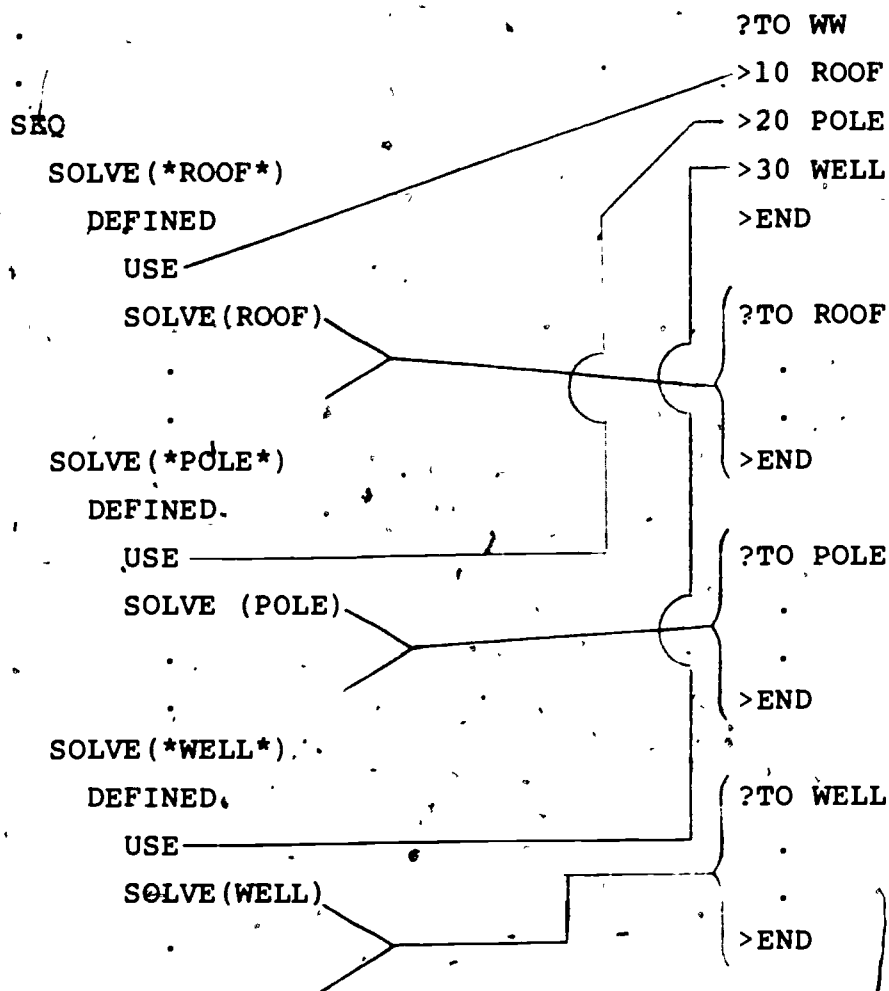 SEQ
SOLVE(*ROOF*)
DEFINED
USE
SOLVE(ROOF)
.
.
SOLVE(*POLE*)
DEFINED
USE
SOLVE (POLE)
.
.
SOLVE(*WELL*)
DEFINED
USE
SOLVE(WELL)
.
?TO WW
>10 ROOF
>20 POLE
>30 WELL
>END
?TO ROOF
.
.
>END
?TO POLE
.
.
>END
?TO WELL
.
.
>END